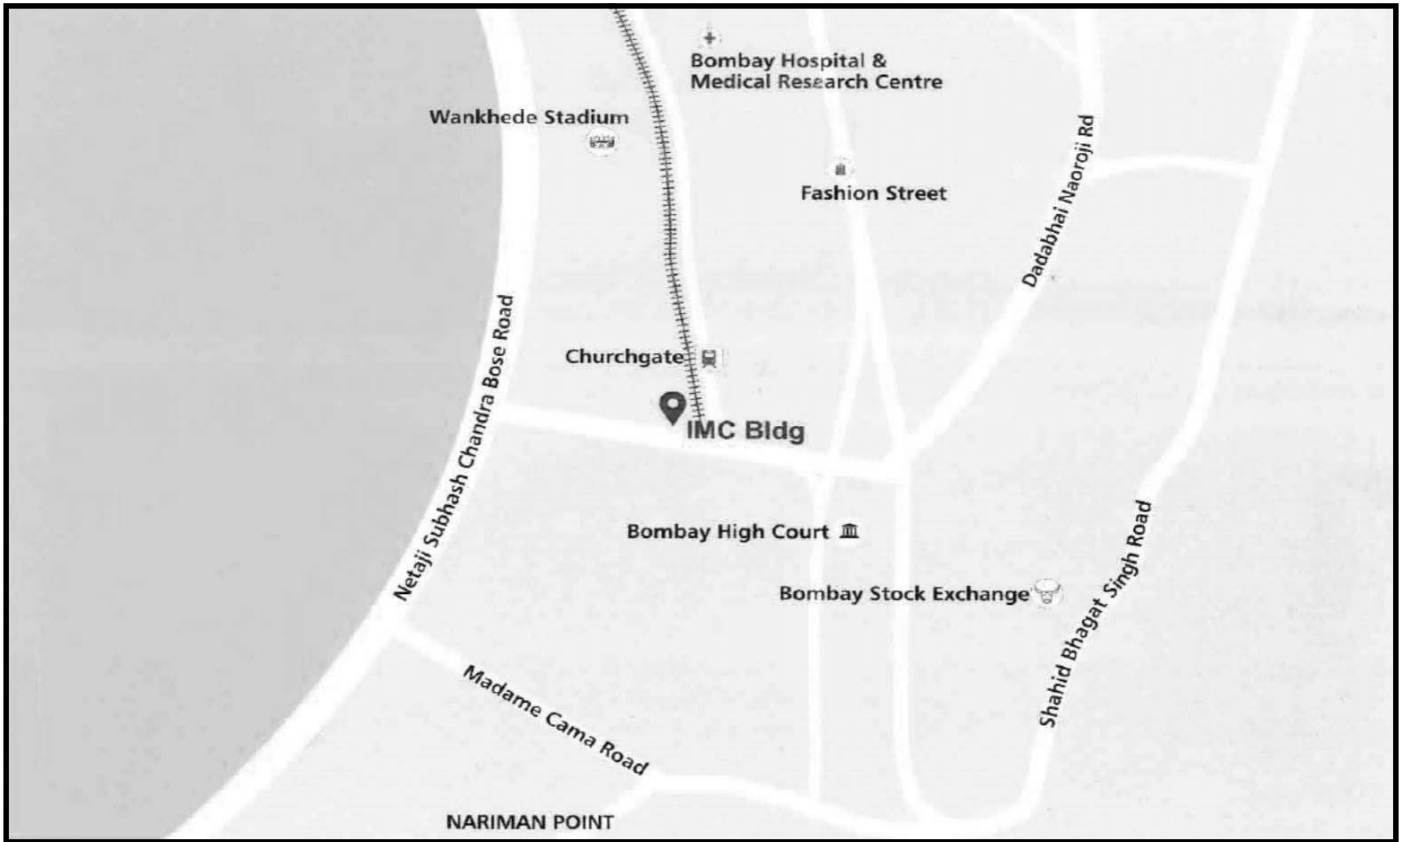 Bombay Hospital &
Medical Research Centre
Wankhede Stadium
Fashion Street
Dadabhai Naoroji Rd
Netaji Subhash Chandra Bose Road
Churchgate
IMC Bldg
Bombay High Court
Bombay Stock Exchange
Shahid Bhagat Singh Road
Madame Cama Road
NARIMAN POINT